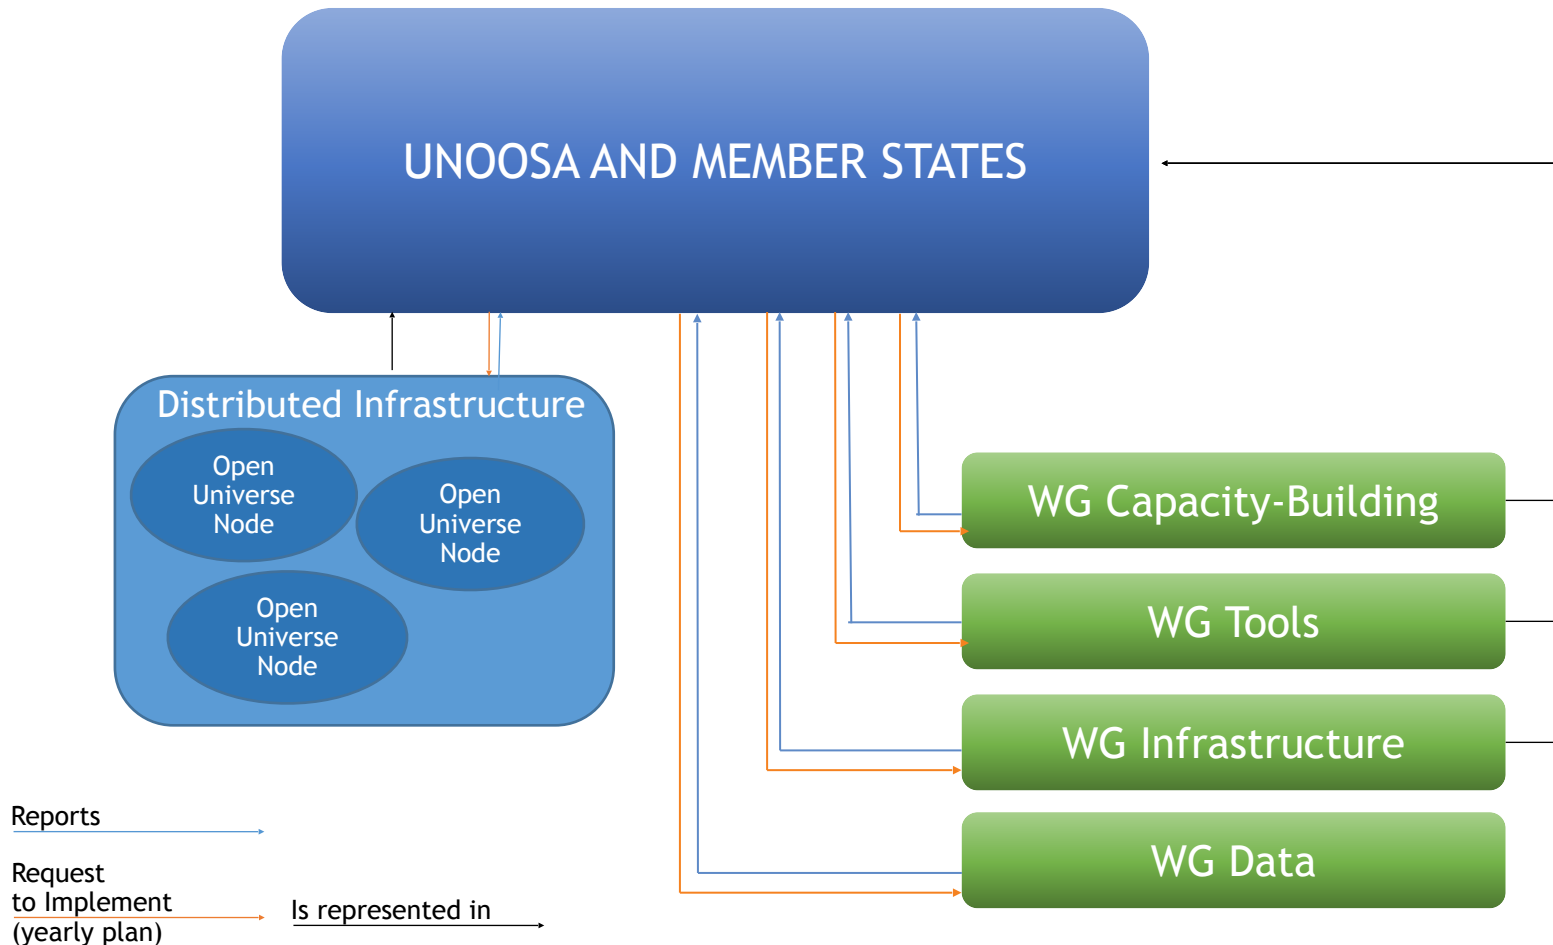 UNOOSA AND MEMBER STATES
Distributed Infrastructure
Open
Universe
Node
Open
Universe
Node
Open
Universe
Node
WG Capacity-Building
WG Tools
WG Infrastructure
WG Data
Reports
Request
to Implement
(yearly plan)
Is represented in